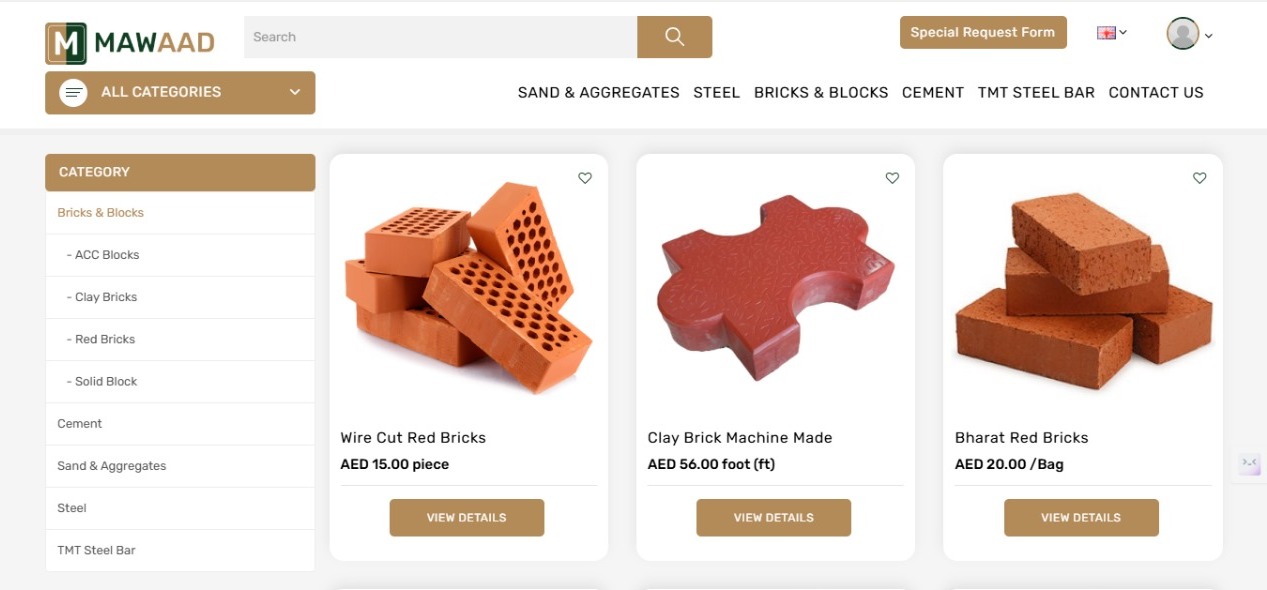 MAWAAD
Search
Special Request Form
ALL CATEGORIES
SAND & AGGREGATES STEEL BRICKS & BLOCKS CEMENT TMT STEEL BAR CONTACT US
CATEGORY
Bricks & Blocks
- ACC Blocks
- Clay Bricks
- Red Bricks
- Solid Block
Cement
Sand & Aggregates
Steel
TMT Steel Bar
Wire Cut Red Bricks
AED 15.00 piece
VIEW DETAILS
Clay Brick Machine Made
AED 56.00 foot (ft)
VIEW DETAILS
Bharat Red Bricks
AED 20.00 /Bag
VIEW DETAILS